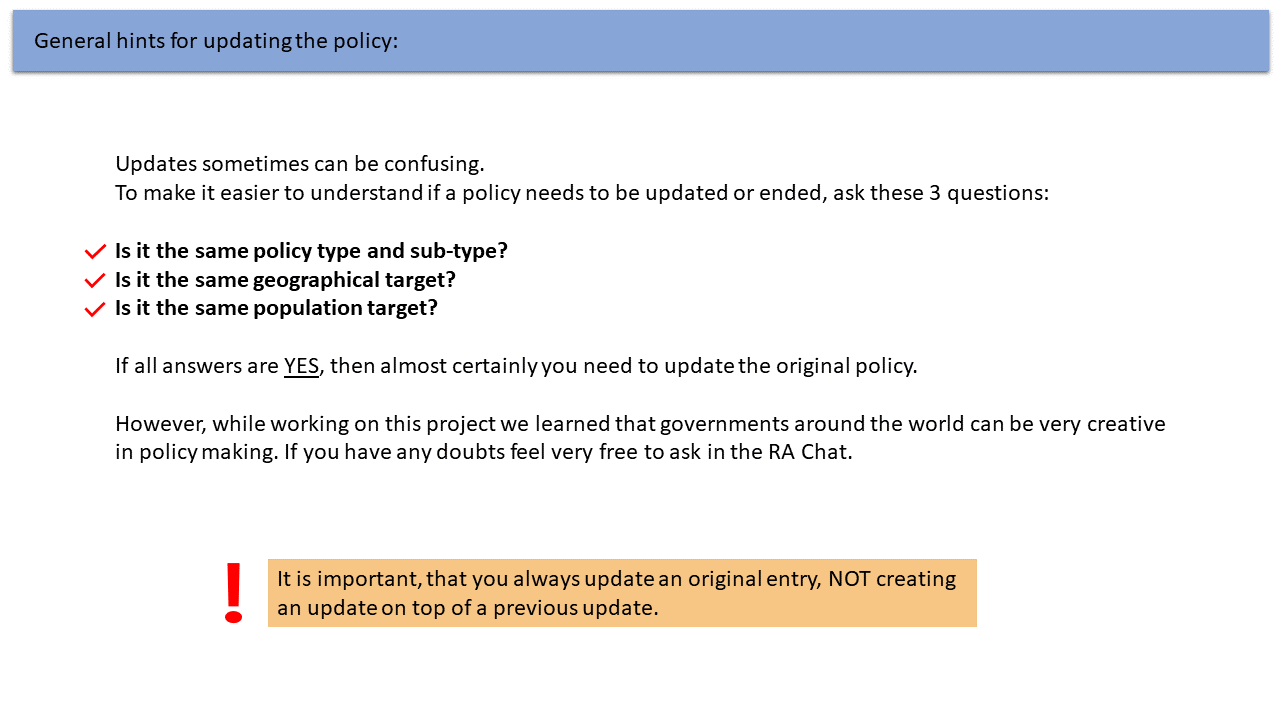 General hints for updating the policy:
Updates sometimes can be confusing.
To make it easier to understand if a policy needs to be updated or ended, ask these 3 questions:
Is it the same policy type and sub-type?
Is it the same geographical target?
Is it the same population target?
If all answers are YES, then almost certainly you need to update the original policy.
However, while working on this project we learned that governments around the world can be very creative
in policy making. If you have any doubts feel very free to ask in the RA Chat.
! It is important, that you always update an original entry, NOT creating
an update on top of a previous update.